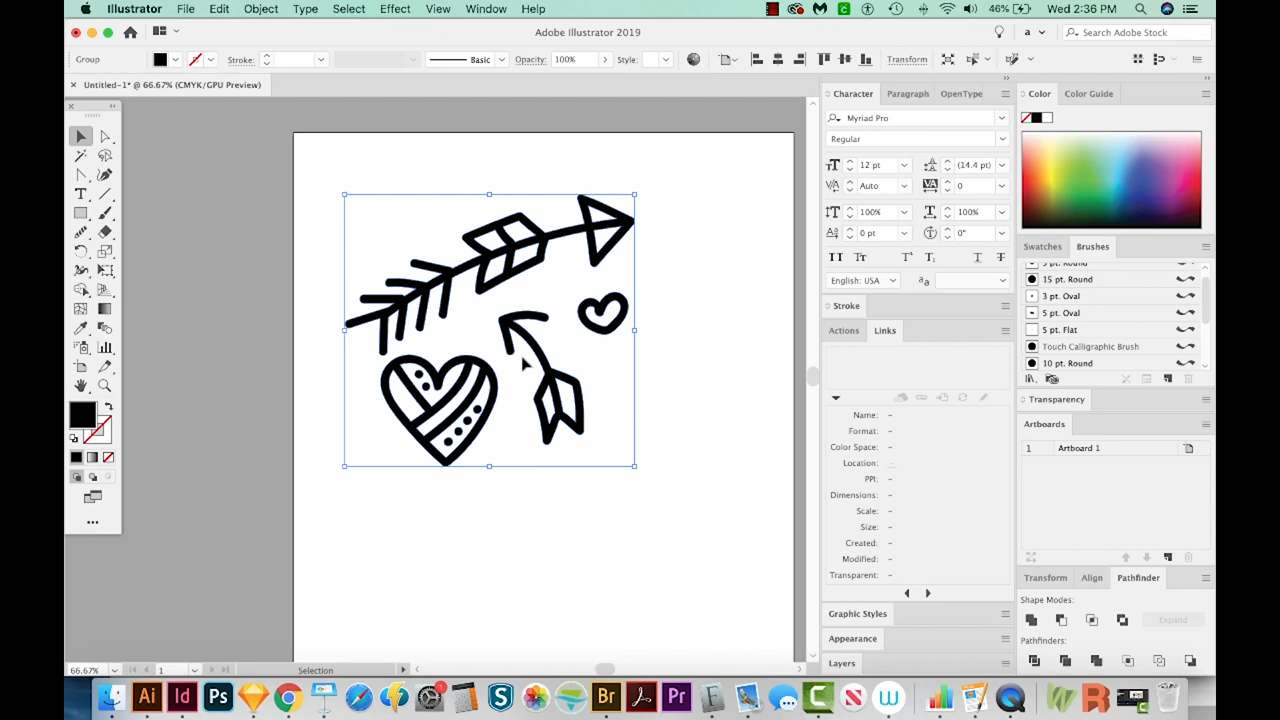 Illustrator File Edit Object Type Select Effect View Window Help 46% Wed 2:36 PM
Adobe Illustrator 2019 a Search Adobe Stock
Group Stroke: Basic Opacity: 100% Style: Transform
Untitled-1* @ 66.67% (CMYK/GPU Preview)
Character Paragraph OpenType
Color Color Guide
Myriad Pro
Regular
12 pt (14.4 pt)
Auto 0
100% 100%
0 pt 0°
English: USA
Swatches Brushes
5 pt. Round
15 pt. Round
3 pt. Oval
5 pt. Oval
5 pt. Flat
Touch Calligraphic Brush
10 pt. Round
Stroke
Actions Links
Name: –
Format: –
Color Space: –
Location: –
PPI: –
Dimensions: –
Scale: –
Size: –
Created: –
Modified: –
Transparent: –
Transparency
Artboards
1 Artboard 1
Transform Align Pathfinder
Shape Modes:
Expand
Pathfinders:
Graphic Styles
Appearance
Layers
66.67% 1 Selection
Ai Id Ps S Br Pr